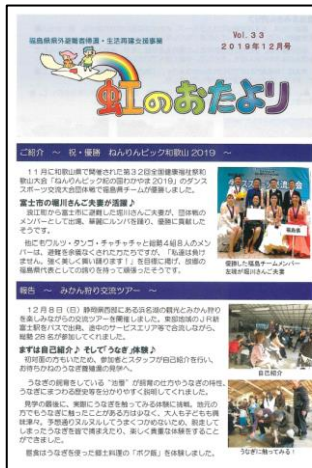 福島県県外避難者帰還・生活再建支援事業
Vol.33
2019年12月号
虹のおたより
ご紹介 ～ 祝・優勝 ねんりんピック和歌山2019 ～
11月に和歌山県で開催された第32回全国健康福祉祭和
歌山大会「ねんりんピック紀の国わかやま2019」のダンス
スポーツ交流大会団体戦で福島県チームが優勝しました。
富士市の堀川さんご夫妻が活躍♪
浪江町から富士市に避難した堀川さんご夫妻が、団体戦の
メンバーとして出場、華麗にルンバを踊り、優勝に貢献した
そうです。
他にもワルツ・タンゴ・チャチャチャと総勢4組8人のメン
バーは、避難を余儀なくされた方たちですが、「私達は負け
ません、強く美しく舞い踊ります！」を目標に掲げ、故郷の
福島県代表としての誇りを持って頑張ったそうです。
福島県
優勝した福島チームメンバー
左端が堀川さんご夫妻
報告 ～ みかん狩り交流ツアー ～
12月8日（日）静岡県西部にある浜名湖の観光とみかん狩り
を楽しみながらの交流ツアーを開催しました。東部地域のJR新
富士駅をバスで出発。途中のサービスエリア等で合流しながら、
総勢28名が参加してくれました。
まずは自己紹介♪ そして「うなぎ」体験♪
初対面の方もいたため、参加者とスタッフが自己紹介を行い、
お待ちかねのうなぎ養殖場の見学へ。
うなぎの飼育をしている“池番”が飼育の仕方やうなぎの特性、
うなぎにまつわる歴史等を分かりやすく説明してくれました。
見学の最後に、実際にうなぎを触ってみる体験に挑戦。地元の
方でもうなぎに触ったことがある方は少なく、大人も子どもも興
味津々。予想通りヌルヌルしてうまくつかめないため、脱走して
しまったうなぎを皆で捕まえたり、楽しく貴重な体験をすること
ができました。
昼食はうなぎを使った郷土料理の「ボク飯」を体験しました。
うなぎに触ってみる！